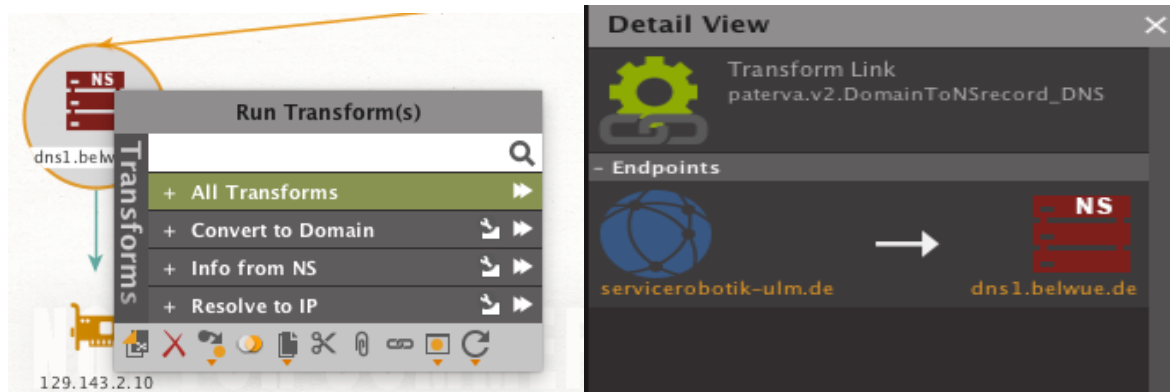 NS
dns1.belw
Run Transform(s)
Transforms
+ All Transforms
+ Convert to Domain
+ Info from NS
+ Resolve to IP
129.143.2.10
Detail View
Transform Link
paterva.v2.DomainToNSrecord_DNS
– Endpoints
NS
servicerobotik-ulm.de
dns1.belwue.de